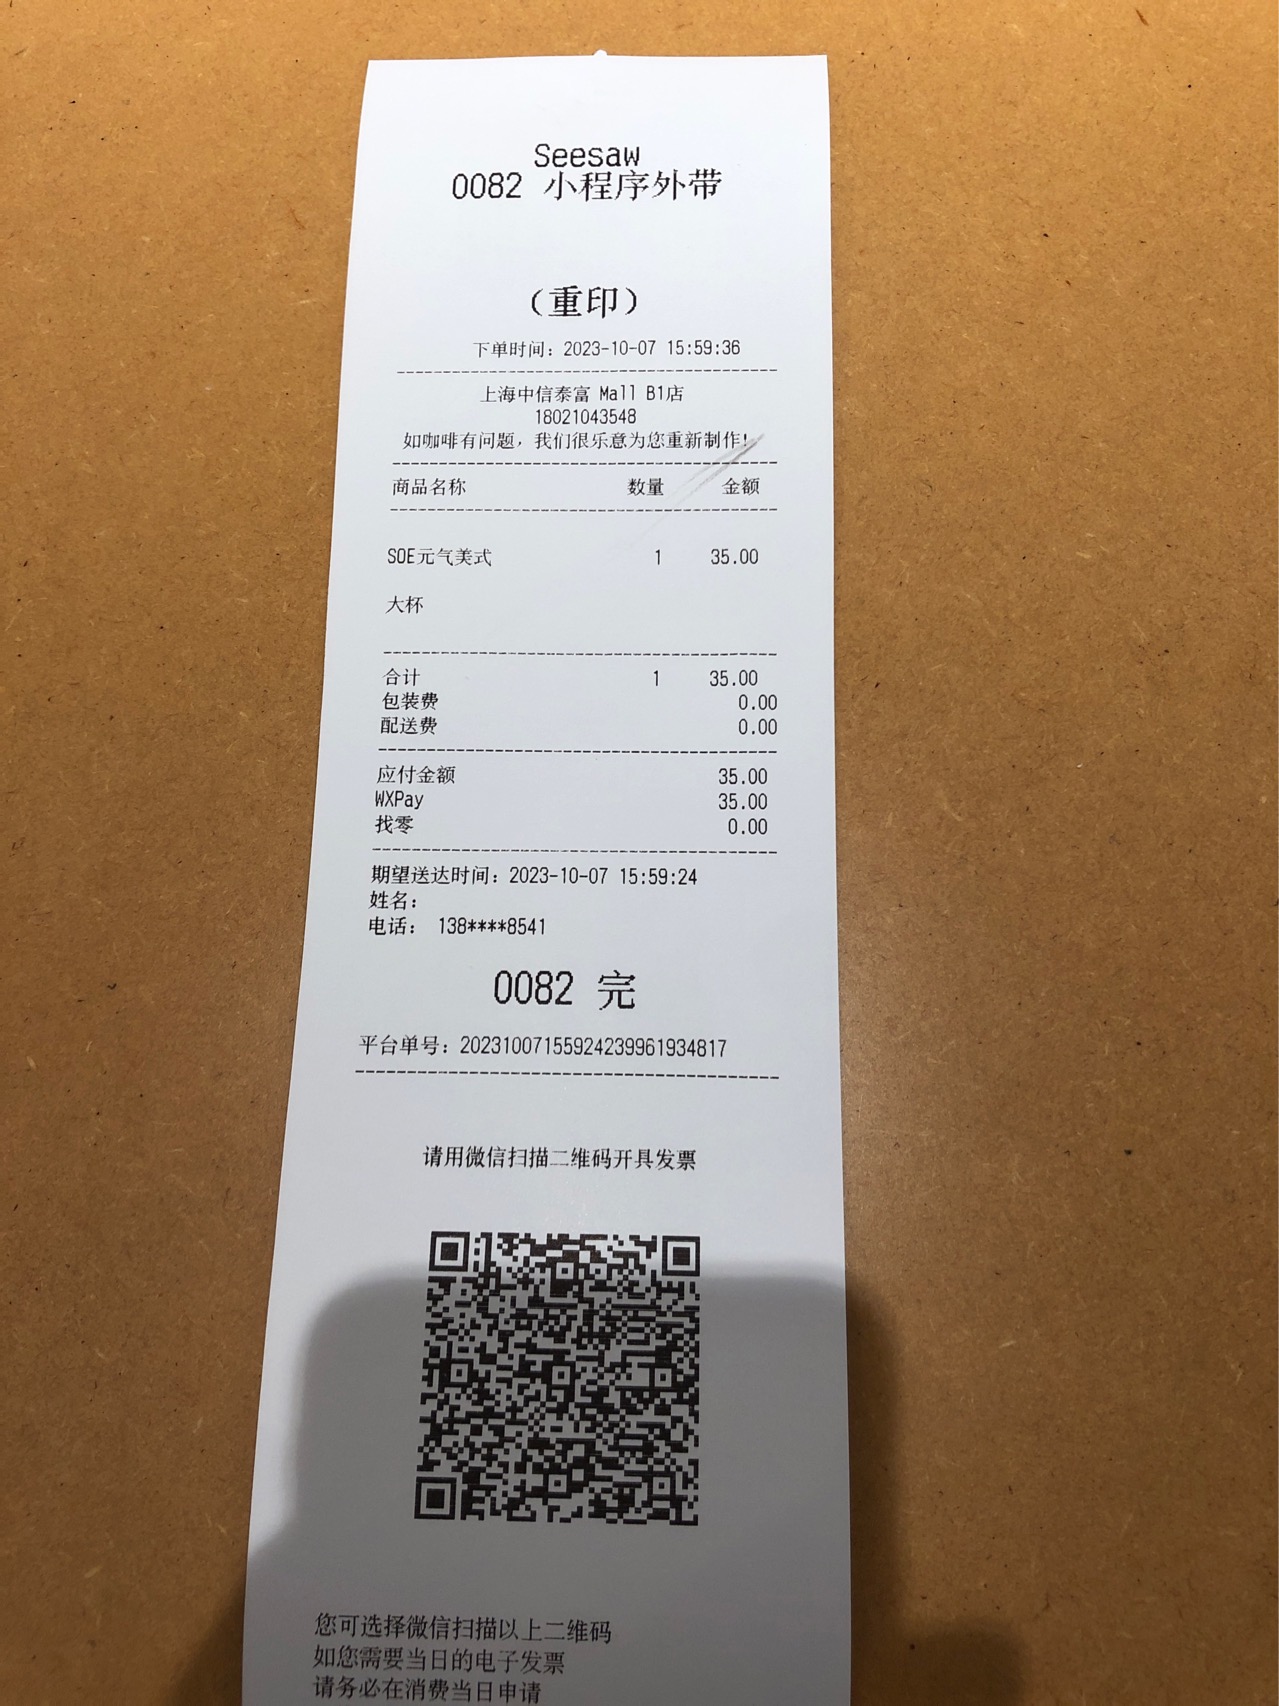 Seesaw
0082 小程序外带
（重印）
下单时间：2023-10-07 15:59:36
上海中信泰富 Mall B1店
18021043548
如咖啡有问题，我们很乐意为您重新制作！
商品名称 数量 金额
SOE元气美式 1 35.00
大杯
合计 1 35.00
包装费 0.00
配送费 0.00
应付金额 35.00
WXPay 35.00
找零 0.00
期望送达时间：2023-10-07 15:59:24
姓名：
电话： 138****8541
0082 完
平台单号：20231007155924239961934817
请用微信扫描二维码开具发票
您可选择微信扫描以上二维码
如您需要当日的电子发票
请务必在消费当日申请